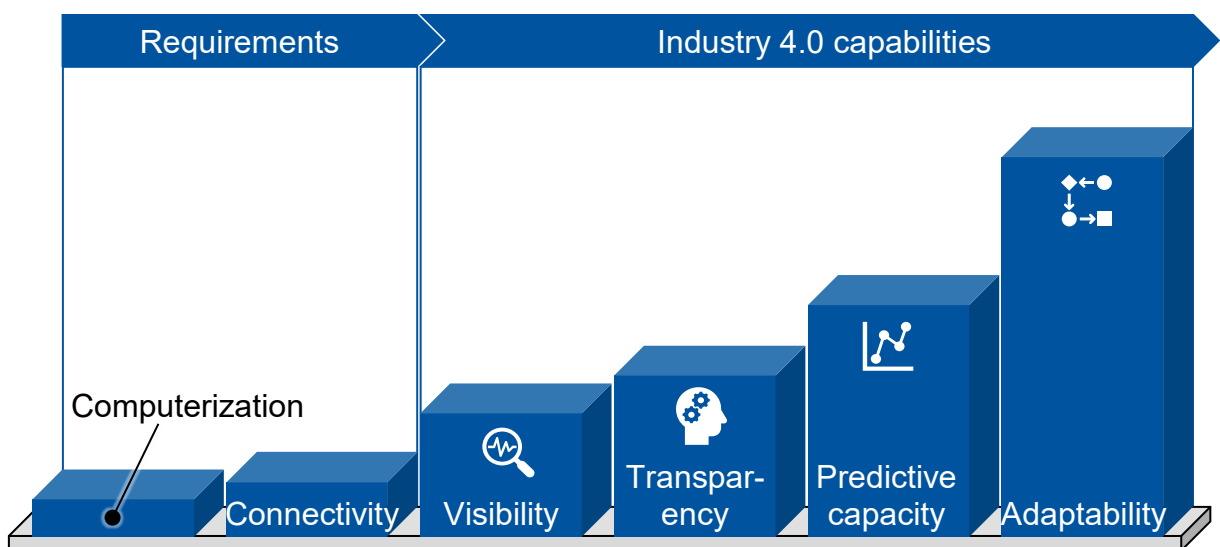 Requirements
Industry 4.0 capabilities
Computerization
Connectivity
Visibility
Transpar-
ency
Predictive
capacity
Adaptability